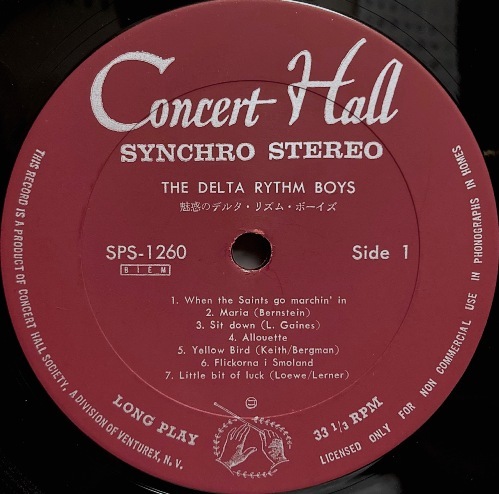 Concert Hall
SYNCHRO STEREO
THE DELTA RYTHM BOYS
魅惑のデルタ・リズム・ボーイズ
SPS-1260
BIEM
Side 1
1. When the Saints go marchin' in
2. Maria (Bernstein)
3. Sit down (L. Gaines)
4. Allouette
5. Yellow Bird (Keith/Bergman)
6. Flickorna i Smoland
7. Little bit of luck (Loewe/Lerner)
LONG PLAY
33 1/3 RPM
THIS RECORD IS A PRODUCT OF CONCERT HALL SOCIETY, A DIVISION OF VENTUREX, N. V.
LICENSED ONLY FOR NON COMMERCIAL USE IN PHONOGRAPHS IN HOMES